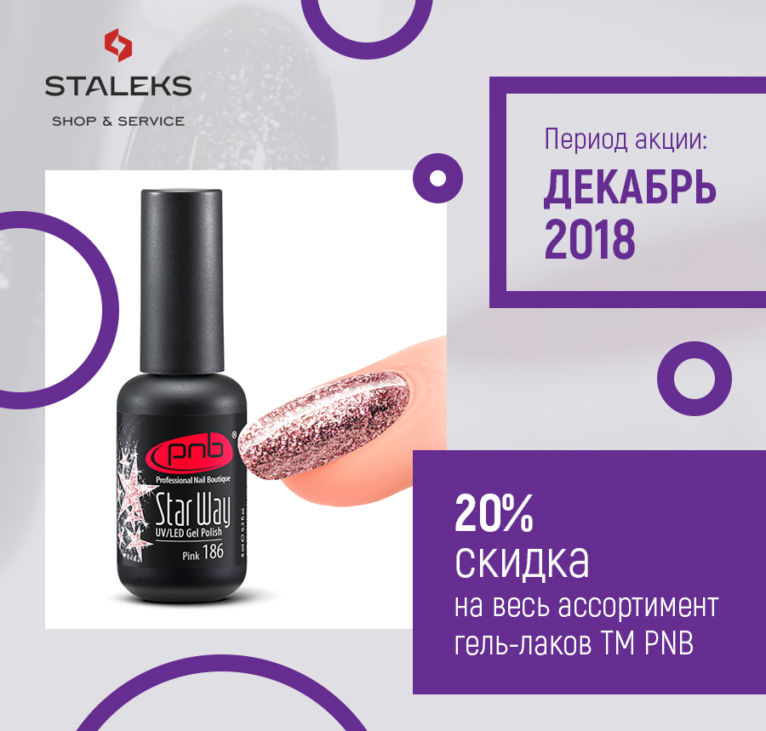 STALEKS
SHOP & SERVICE
Период акции:
ДЕКАБРЬ
2018
pnb®
Professional Nail Boutique
Star Way
UV/LED Gel Polish
Pink 186
20%
скидка
на весь ассортимент
гель-лаков ТМ PNB